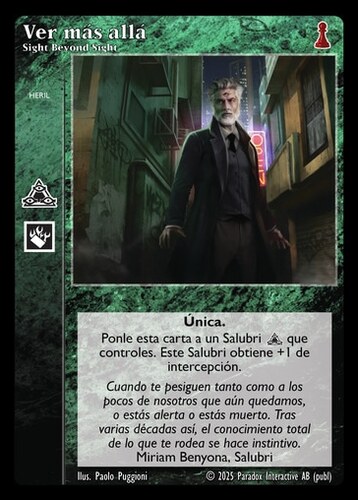 Ver más allá
Sight Beyond Sight
HERIL
Única.
Ponle esta carta a un Salubri que
controles. Este Salubri obtiene +1 de
intercepción.
Cuando te pesiguen tanto como a los
pocos de nosotros que aún quedamos,
o estás alerta o estás muerto. Tras
varias décadas así, el conocimiento total
de lo que te rodea se hace instintivo.
Miriam Benyona, Salubri
Ilus. Paolo Puggioni
© 2025 Paradox Interactive AB (publ)